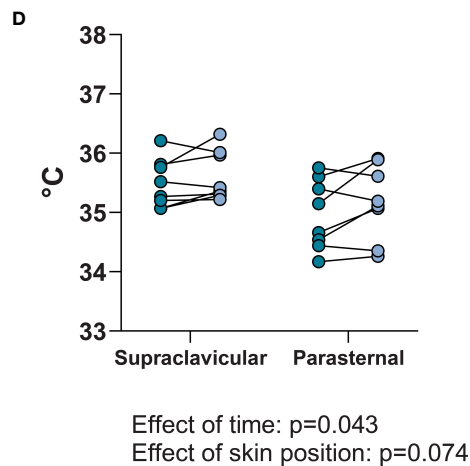 D
38
37
36
35
34
33
°C
Supraclavicular Parasternal
Effect of time: p=0.043
Effect of skin position: p=0.074